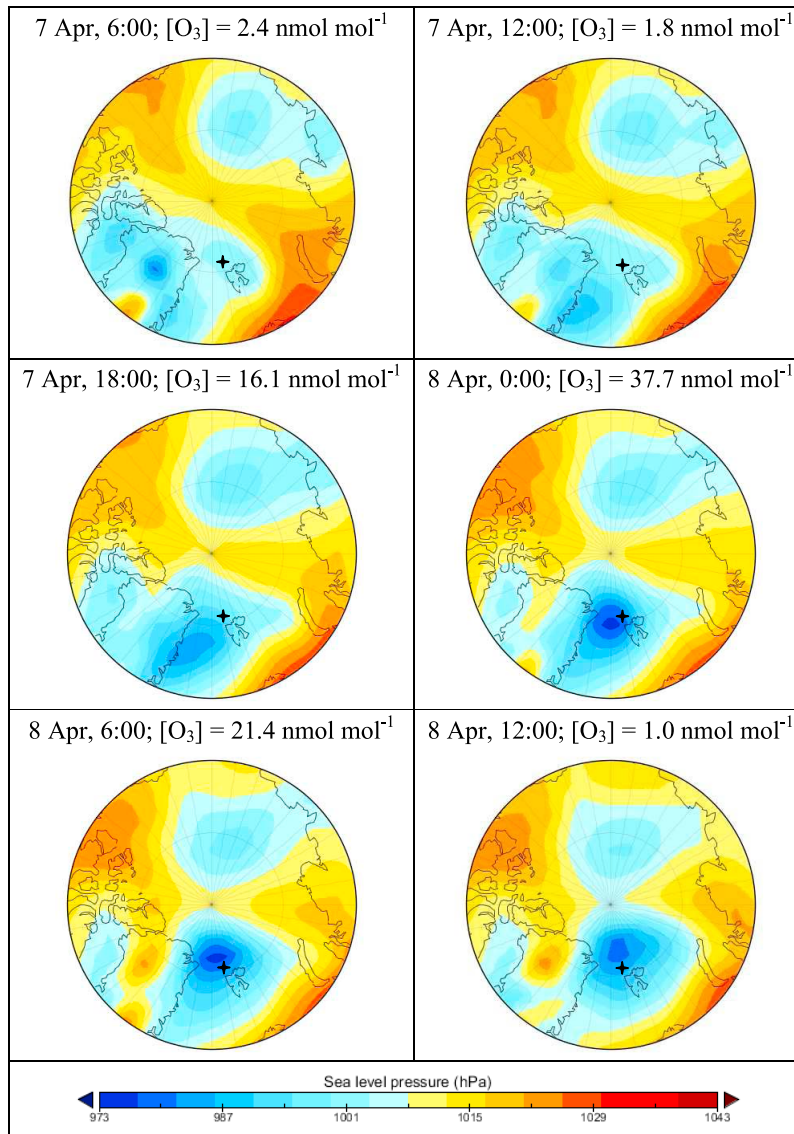 7 Apr, 6:00; [O₃] = 2.4 nmol mol⁻¹
7 Apr, 12:00; [O₃] = 1.8 nmol mol⁻¹
7 Apr, 18:00; [O₃] = 16.1 nmol mol⁻¹
8 Apr, 0:00; [O₃] = 37.7 nmol mol⁻¹
8 Apr, 6:00; [O₃] = 21.4 nmol mol⁻¹
8 Apr, 12:00; [O₃] = 1.0 nmol mol⁻¹
Sea level pressure (hPa)
973 987 1001 1015 1029 1043